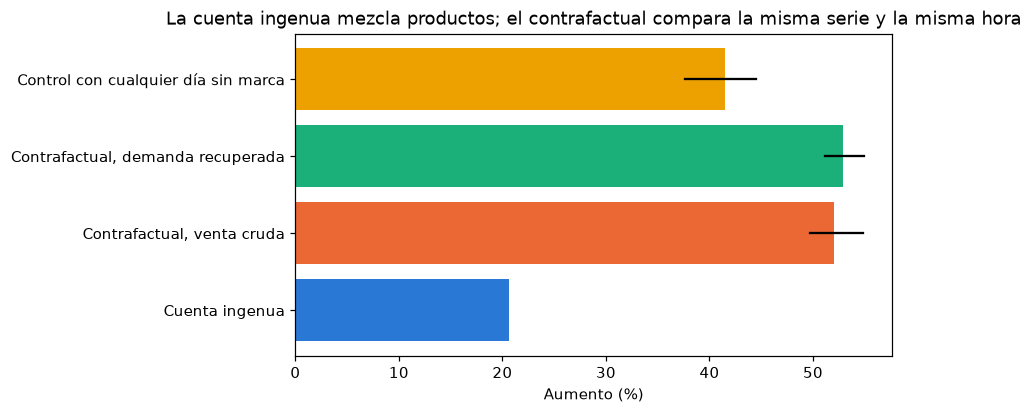 La cuenta ingenua mezcla productos; el contrafactual compara la misma serie y la misma hora
Control con cualquier día sin marca
Contrafactual, demanda recuperada
Contrafactual, venta cruda
Cuenta ingenua
0 10 20 30 40 50
Aumento (%)